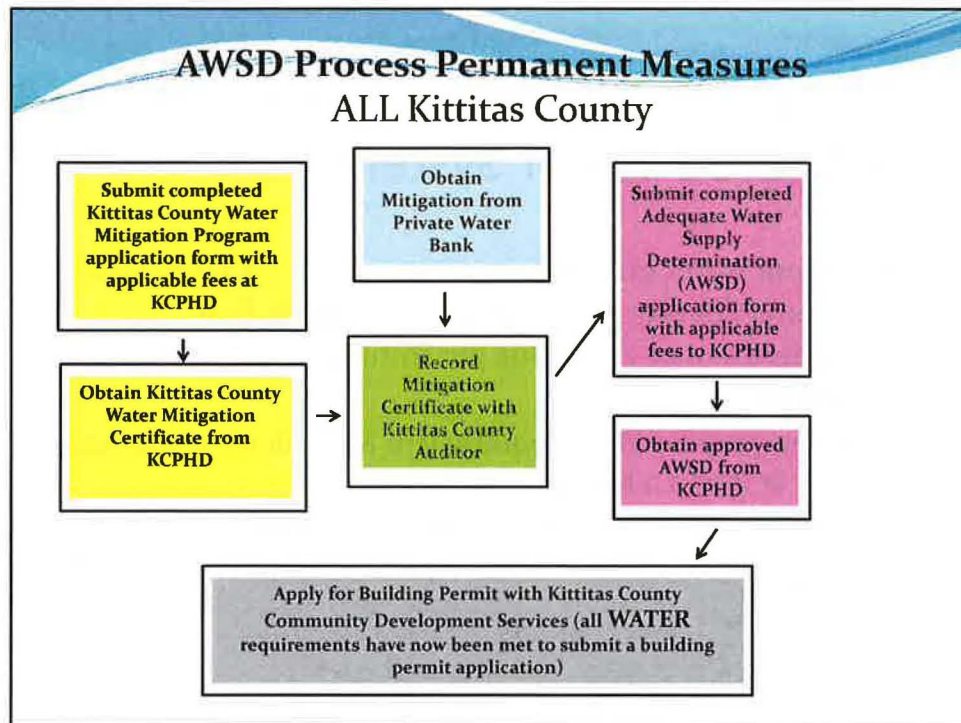 AWSD Process Permanent Measures
ALL Kittitas County
Submit completed
Kittitas County Water
Mitigation Program
application form with
applicable fees at
KCPHD
Obtain Kittitas County
Water Mitigation
Certificate from
KCPHD
Obtain
Mitigation from
Private Water
Bank
Record
Mitigation
Certificate with
Kittitas County
Auditor
Submit completed
Adequate Water
Supply
Determination
(AWSD)
application form
with applicable
fees to KCPHD
Obtain approved
AWSD from
KCPHD
Apply for Building Permit with Kittitas County
Community Development Services (all WATER
requirements have now been met to submit a building
permit application)